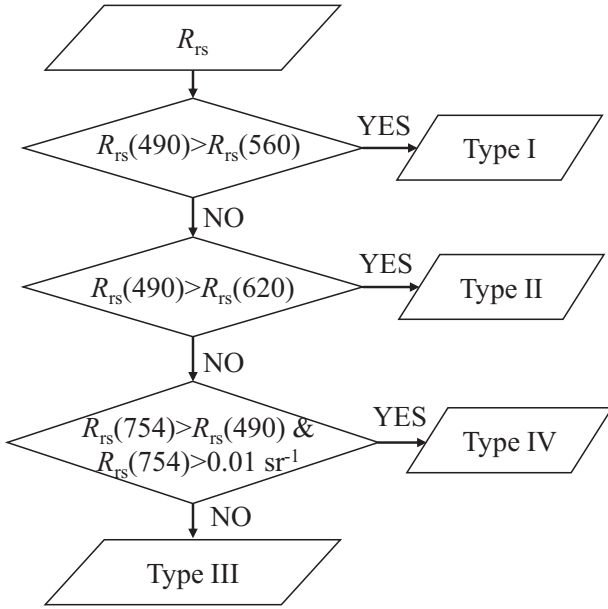 Rrs
Rrs(490)>Rrs(560)
YES
Type I
NO
Rrs(490)>Rrs(620)
YES
Type II
NO
Rrs(754)>Rrs(490) &
Rrs(754)>0.01 sr-1
YES
Type IV
NO
Type III